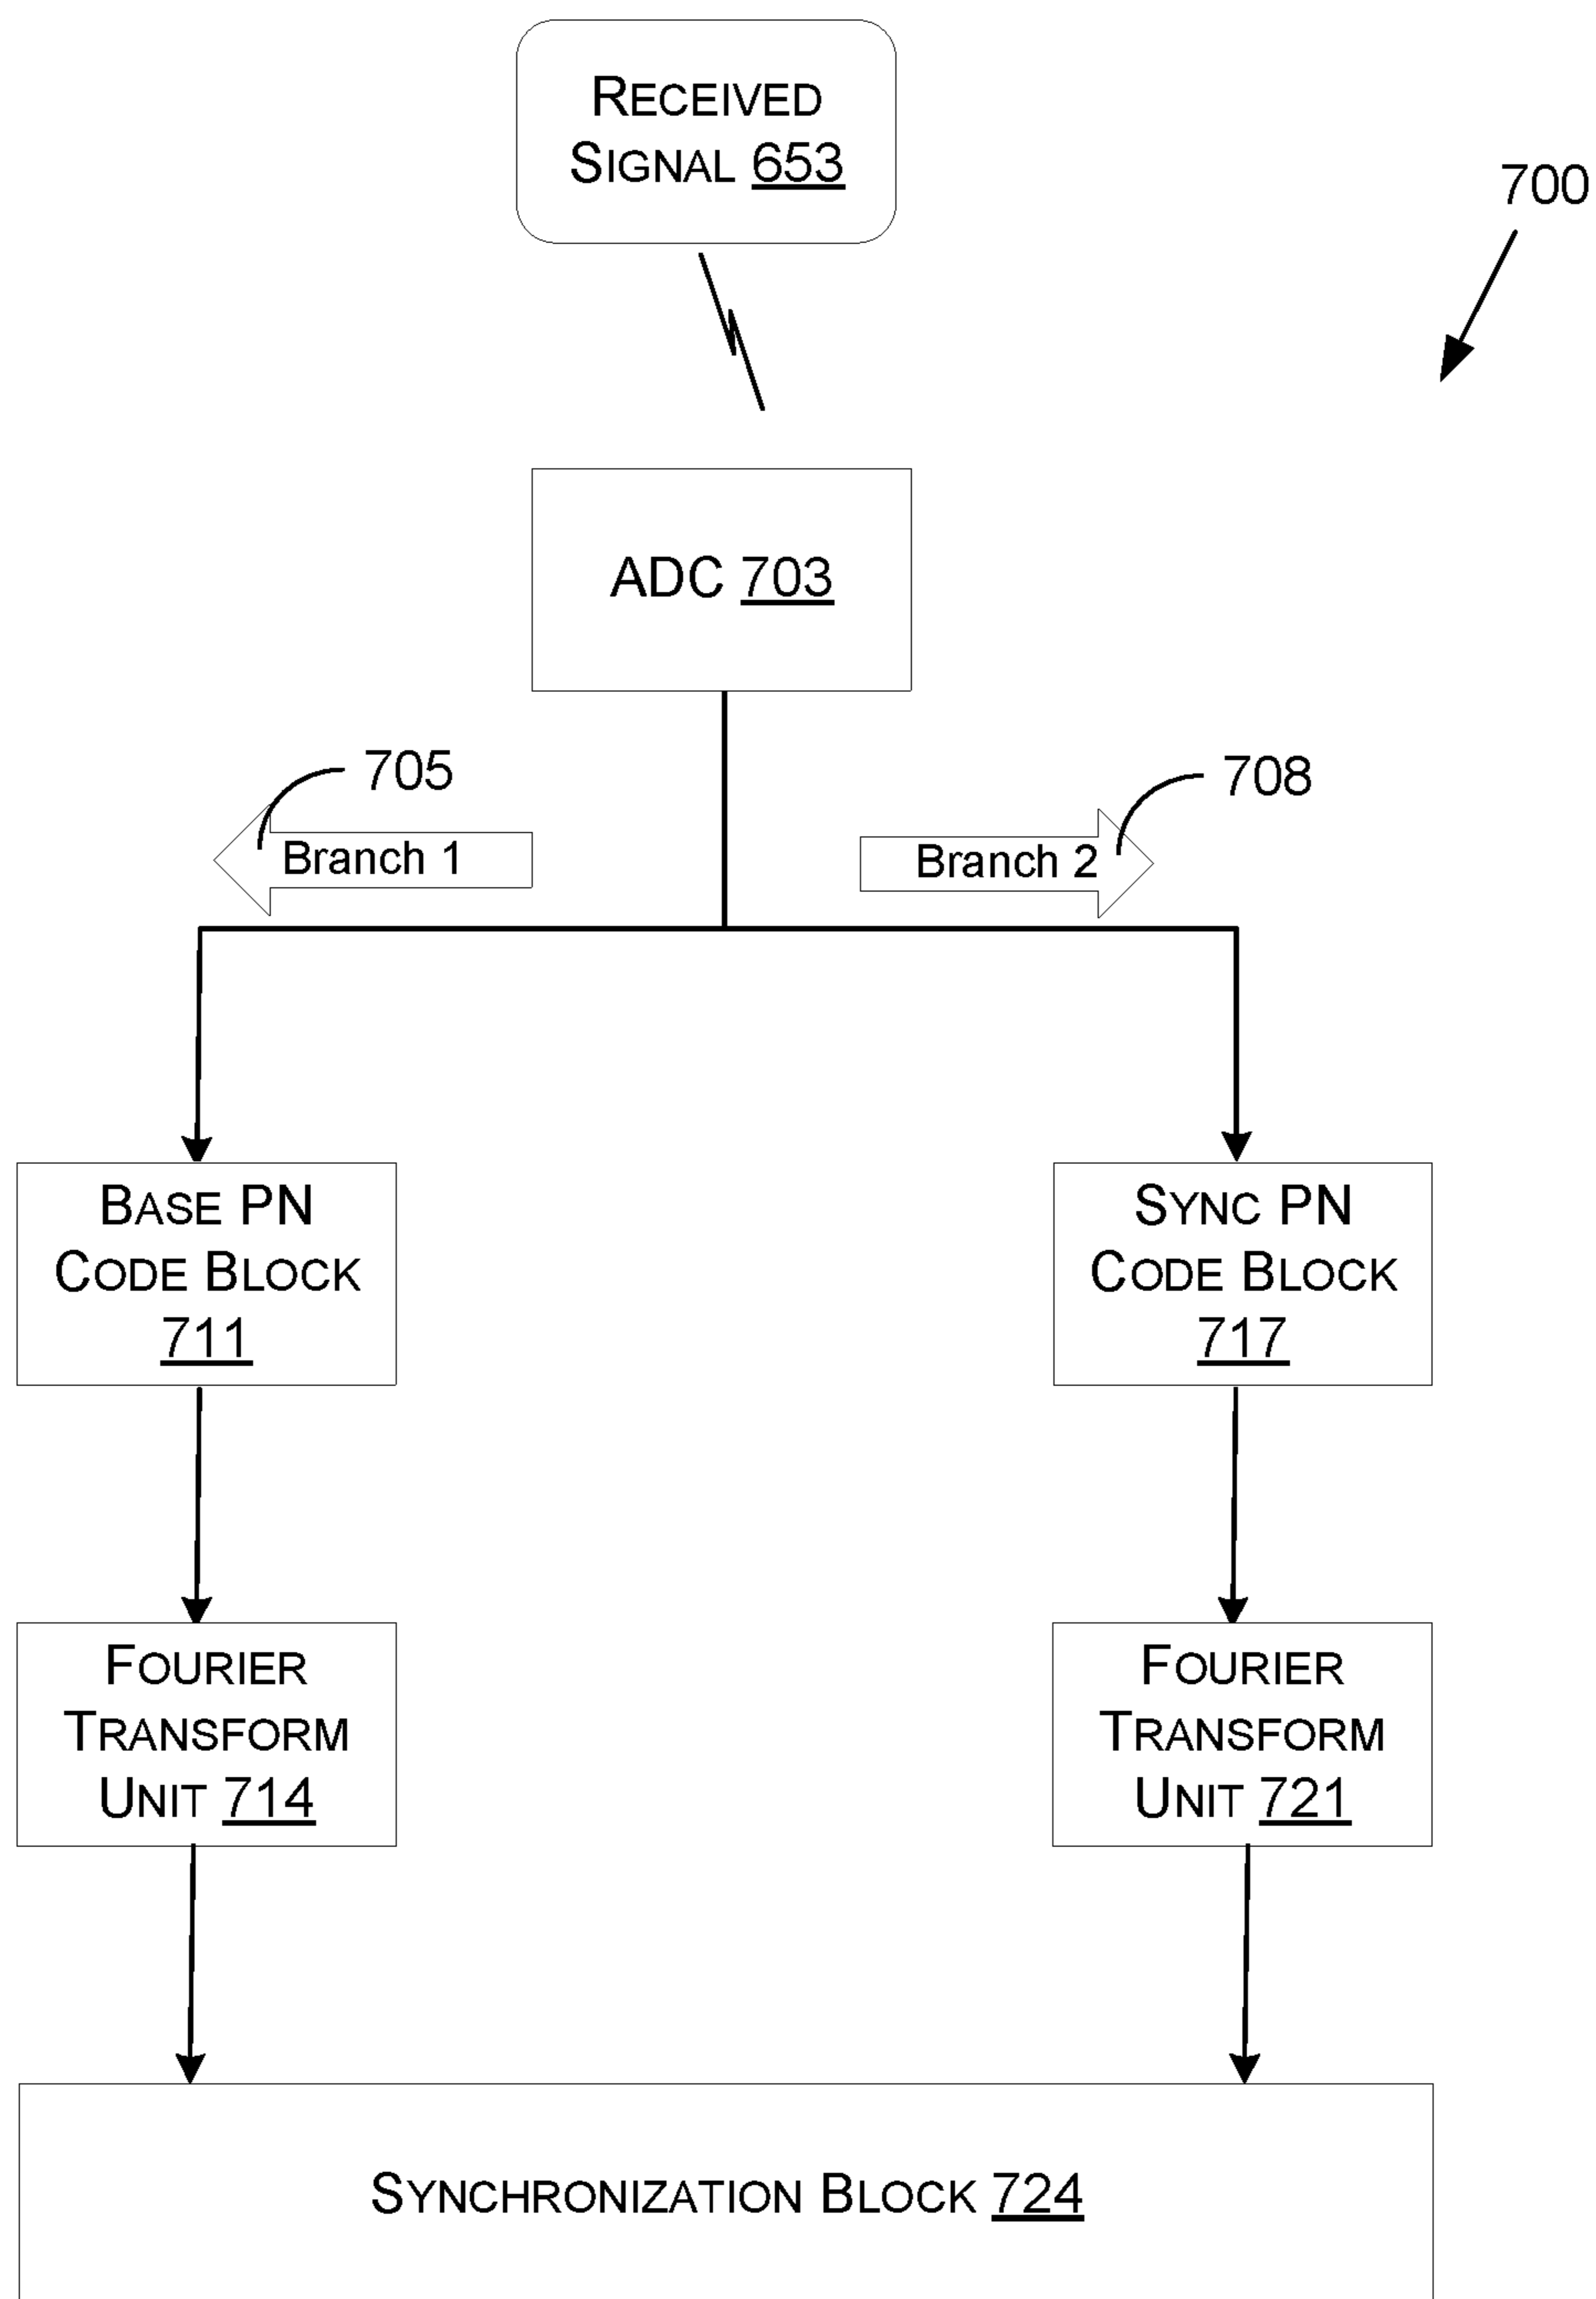 RECEIVED
SIGNAL 653
700
ADC 703
705
708
Branch 1
Branch 2
BASE PN
CODE BLOCK
711
SYNC PN
CODE BLOCK
717
FOURIER
TRANSFORM
UNIT 714
FOURIER
TRANSFORM
UNIT 721
SYNCHRONIZATION BLOCK 724